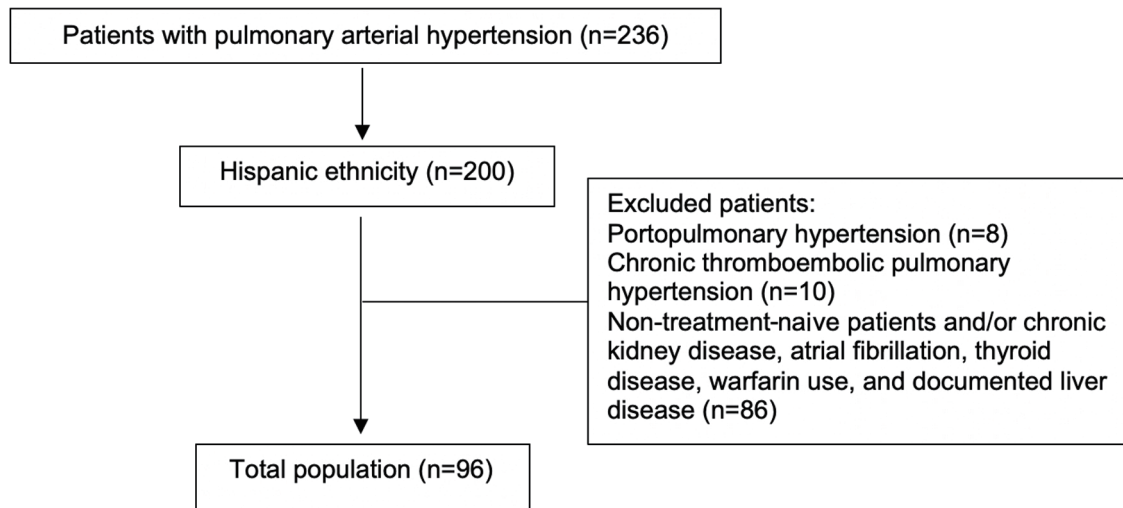 Patients with pulmonary arterial hypertension (n=236)
Hispanic ethnicity (n=200)
Excluded patients:
Portopulmonary hypertension (n=8)
Chronic thromboembolic pulmonary
hypertension (n=10)
Non-treatment-naive patients and/or chronic
kidney disease, atrial fibrillation, thyroid
disease, warfarin use, and documented liver
disease (n=86)
Total population (n=96)